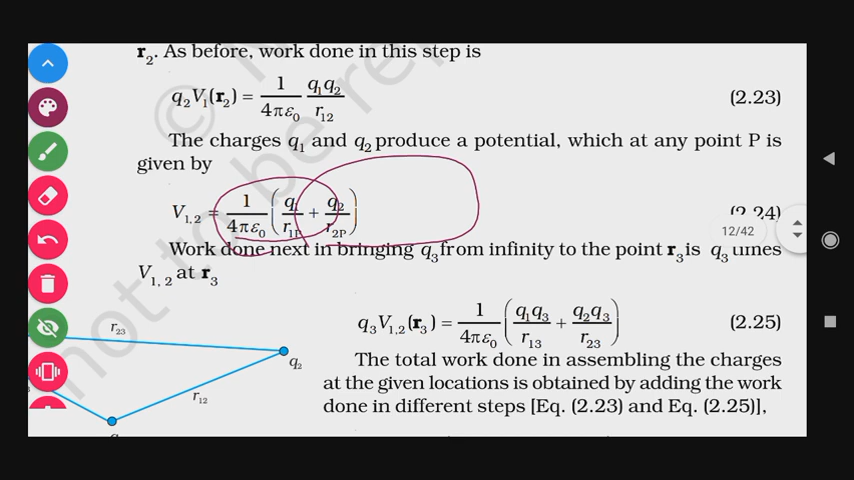 r₂. As before, work done in this step is
q₂V₁(r₂) = 1/4πε₀ q₁q₂/r₁₂ (2.23)
The charges q₁ and q₂ produce a potential, which at any point P is
given by
V₁,₂ = 1/4πε₀ (q₁/r₁P + q₂/r₂P) (2.24)
12/42
Work done next in bringing q₃ from infinity to the point r₃ is q₃ times
V₁, ₂ at r₃
q₃V₁,₂(r₃) = 1/4πε₀ (q₁q₃/r₁₃ + q₂q₃/r₂₃) (2.25)
r₂₃
q₂
r₁₂
The total work done in assembling the charges
at the given locations is obtained by adding the work
done in different steps [Eq. (2.23) and Eq. (2.25)],
not to be re
©